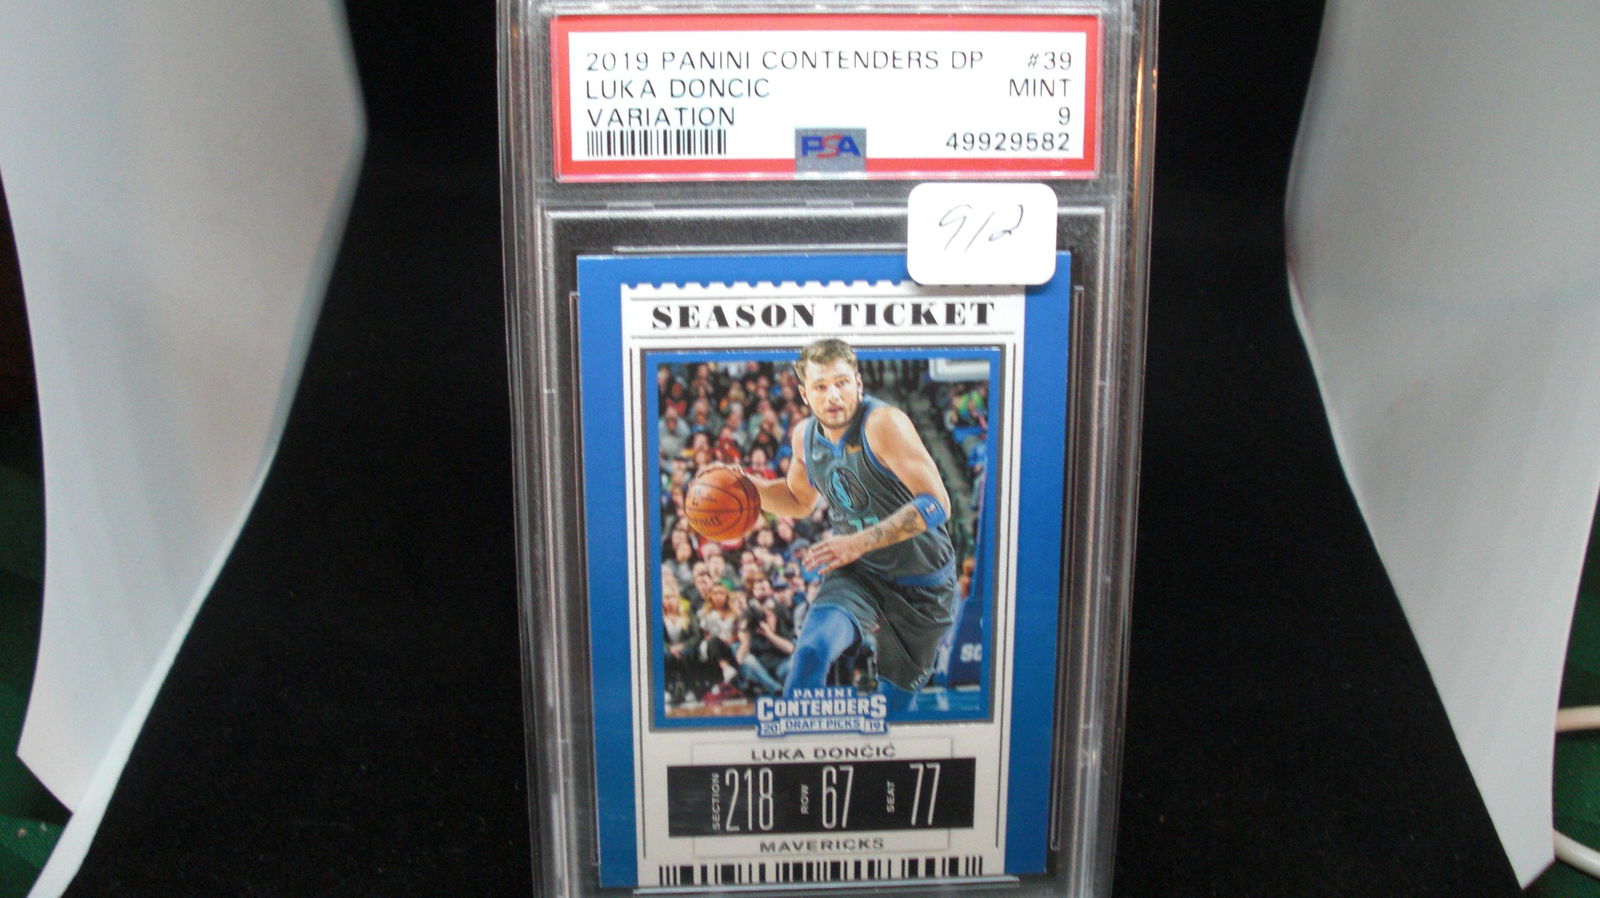 2019 PANINI CONTENDERS DP #39
LUKA DONCIC MINT
VARIATION 9
PSA 49929582
9/2
SEASON TICKET
PANINI
CONTENDERS
20 DRAFT PICKS 19
LUKA DONČIĆ
SECTION 218 ROW 67 SEAT 77
MAVERICKS